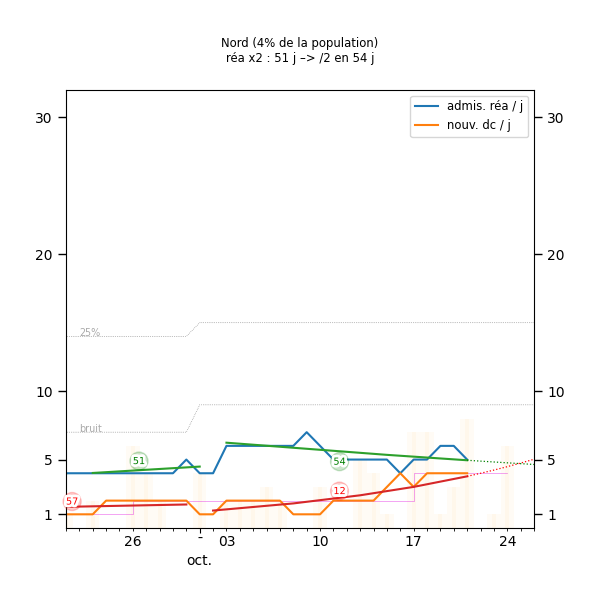 Nord (4% de la population)
réa x2 : 51 j –> /2 en 54 j
admis. réa / j
nouv. dc / j
30 30
20 20
25%
10 10
bruit
5 51 54 5
57 12
1 1
26 - 03 10 17 24
oct.